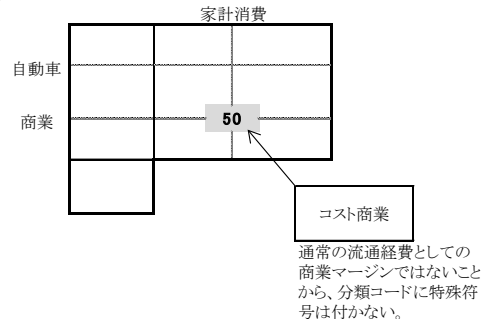 家計消費
自動車
商業
50
コスト商業
通常の流通経費としての
商業マージンではないこと
から、分類コードに特殊符
号は付かない。